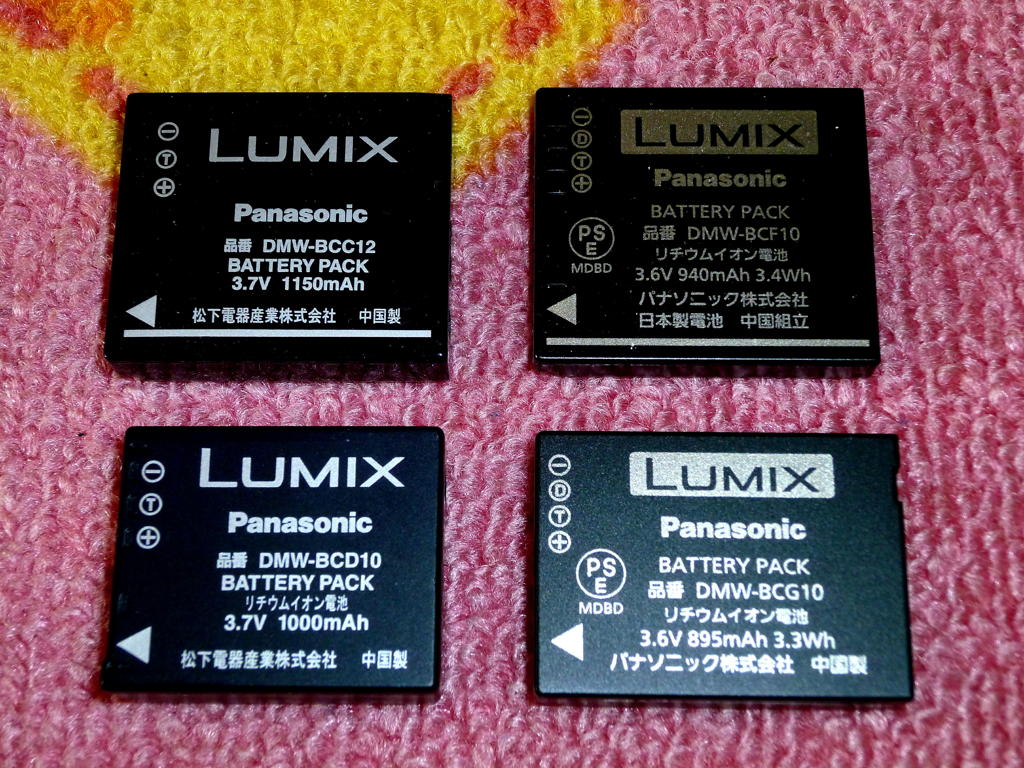 LUMIX
Panasonic
品番 DMW-BCC12
BATTERY PACK
3.7V 1150mAh
松下電器産業株式会社 中国製
T
LUMIX
Panasonic
BATTERY PACK
品番 DMW-BCF10
リチウムイオン電池
3.6V 940mAh 3.4Wh
パナソニック株式会社
日本製電池 中国組立
D
T
PS
E
MDBD
LUMIX
Panasonic
品番 DMW-BCD10
BATTERY PACK
リチウムイオン電池
3.7V 1000mAh
松下電器産業株式会社 中国製
T
LUMIX
Panasonic
BATTERY PACK
品番 DMW-BCG10
リチウムイオン電池
3.6V 895mAh 3.3Wh
パナソニック株式会社 中国製
D
T
PS
E
MDBD